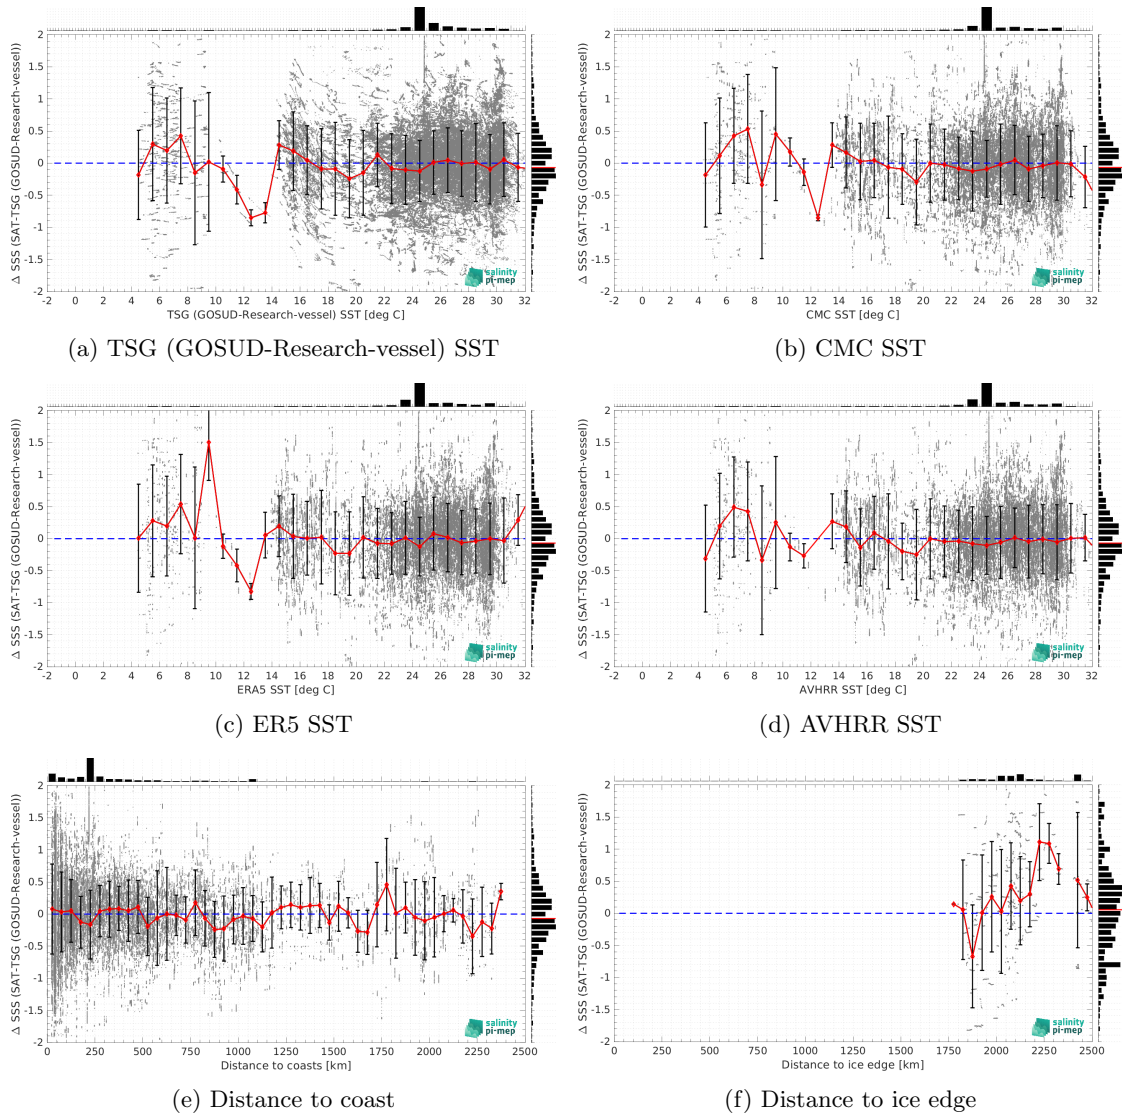 Δ SSS (SAT-TSG (GOSUD-Research-vessel))
2
1.5
1
0.5
0
-0.5
-1
-1.5
-2
salinity
pi-mep
-2 0 2 4 6 8 10 12 14 16 18 20 22 24 26 28 30 32
TSG (GOSUD-Research-vessel) SST [deg C]
(a) TSG (GOSUD-Research-vessel) SST
Δ SSS (SAT-TSG (GOSUD-Research-vessel))
2
1.5
1
0.5
0
-0.5
-1
-1.5
-2
salinity
pi-mep
-2 0 2 4 6 8 10 12 14 16 18 20 22 24 26 28 30 32
CMC SST [deg C]
(b) CMC SST
Δ SSS (SAT-TSG (GOSUD-Research-vessel))
2
1.5
1
0.5
0
-0.5
-1
-1.5
-2
salinity
pi-mep
-2 0 2 4 6 8 10 12 14 16 18 20 22 24 26 28 30 32
ERA5 SST [deg C]
(c) ER5 SST
Δ SSS (SAT-TSG (GOSUD-Research-vessel))
2
1.5
1
0.5
0
-0.5
-1
-1.5
-2
salinity
pi-mep
-2 0 2 4 6 8 10 12 14 16 18 20 22 24 26 28 30 32
AVHRR SST [deg C]
(d) AVHRR SST
Δ SSS (SAT-TSG (GOSUD-Research-vessel))
2
1.5
1
0.5
0
-0.5
-1
-1.5
-2
salinity
pi-mep
0 250 500 750 1000 1250 1500 1750 2000 2250 2500
Distance to coasts [km]
(e) Distance to coast
Δ SSS (SAT-TSG (GOSUD-Research-vessel))
2
1.5
1
0.5
0
-0.5
-1
-1.5
-2
salinity
pi-mep
0 250 500 750 1000 1250 1500 1750 2000 2250 2500
Distance to ice edge [km]
(f) Distance to ice edge